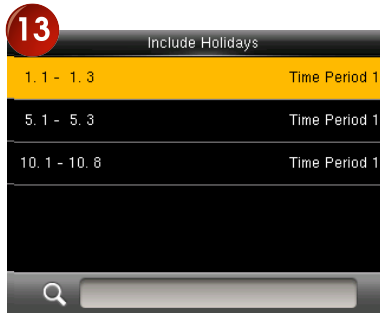 13
Include Holidays
1. 1 - 1. 3 Time Period 1
5. 1 - 5. 3 Time Period 1
10. 1 - 10. 8 Time Period 1